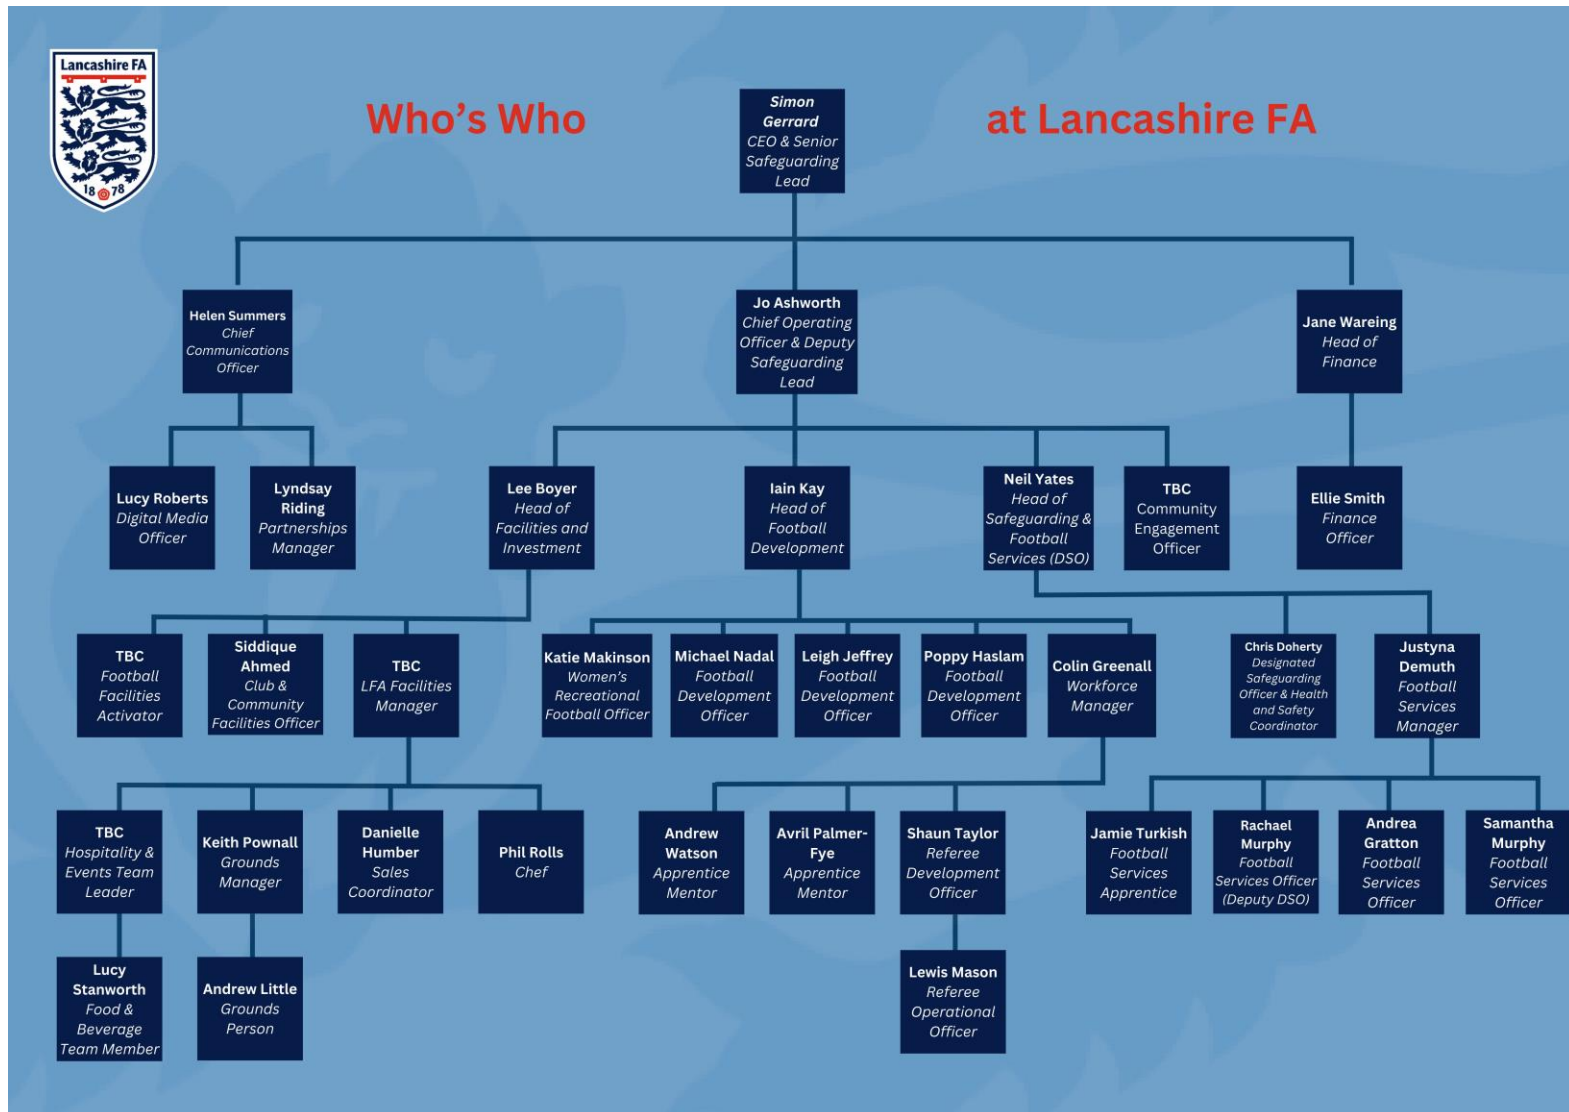 Lancashire FA
18 78
Who's Who
at Lancashire FA
Simon
Gerrard
CEO & Senior
Safeguarding
Lead
Helen Summers
Chief
Communications
Officer
Jo Ashworth
Chief Operating
Officer & Deputy
Safeguarding
Lead
Jane Wareing
Head of
Finance
Lucy Roberts
Digital Media
Officer
Lyndsay
Riding
Partnerships
Manager
Lee Boyer
Head of
Facilities and
Investment
Iain Kay
Head of
Football
Development
Neil Yates
Head of
Safeguarding &
Football
Services (DSO)
TBC
Community
Engagement
Officer
Ellie Smith
Finance
Officer
TBC
Football
Facilities
Activator
Siddique
Ahmed
Club &
Community
Facilities Officer
TBC
LFA Facilities
Manager
Katie Makinson
Women's
Recreational
Football Officer
Michael Nadal
Football
Development
Officer
Leigh Jeffrey
Football
Development
Officer
Poppy Haslam
Football
Development
Officer
Colin Greenall
Workforce
Manager
Chris Doherty
Designated
Safeguarding
Officer & Health
and Safety
Coordinator
Justyna
Demuth
Football
Services
Manager
TBC
Hospitality &
Events Team
Leader
Keith Pownall
Grounds
Manager
Danielle
Humber
Sales
Coordinator
Phil Rolls
Chef
Andrew
Watson
Apprentice
Mentor
Avril Palmer-
Fye
Apprentice
Mentor
Shaun Taylor
Referee
Development
Officer
Jamie Turkish
Football
Services
Apprentice
Rachael
Murphy
Football
Services Officer
(Deputy DSO)
Andrea
Gratton
Football
Services
Officer
Samantha
Murphy
Football
Services
Officer
Lucy
Stanworth
Food &
Beverage
Team Member
Andrew Little
Grounds
Person
Lewis Mason
Referee
Operational
Officer